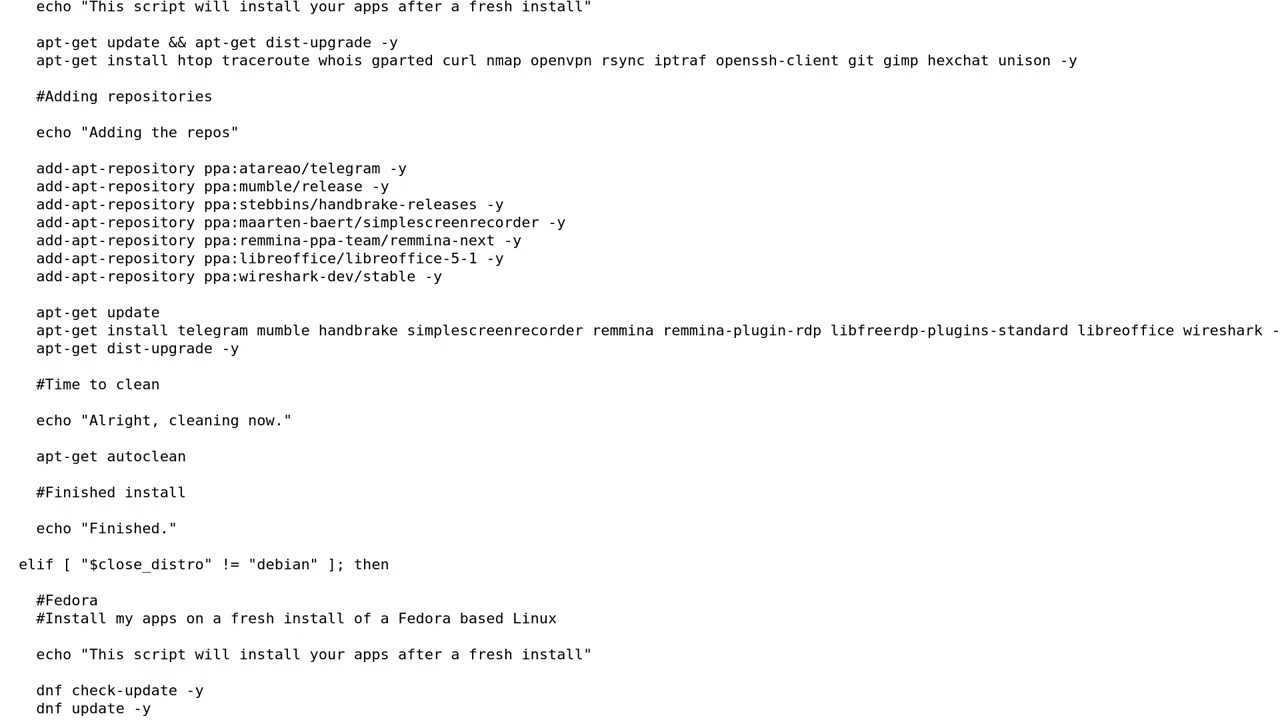 echo "This script will install your apps after a fresh install"
apt-get update && apt-get dist-upgrade -y
apt-get install htop traceroute whois gparted curl nmap openvpn rsync iptraf openssh-client git gimp hexchat unison -y
#Adding repositories
echo "Adding the repos"
add-apt-repository ppa:atareao/telegram -y
add-apt-repository ppa:mumble/release -y
add-apt-repository ppa:stebbins/handbrake-releases -y
add-apt-repository ppa:maarten-baert/simplescreenrecorder -y
add-apt-repository ppa:remmina-ppa-team/remmina-next -y
add-apt-repository ppa:libreoffice/libreoffice-5-1 -y
add-apt-repository ppa:wireshark-dev/stable -y
apt-get update
apt-get install telegram mumble handbrake simplescreenrecorder remmina remmina-plugin-rdp libfreerdp-plugins-standard libreoffice wireshark -
apt-get dist-upgrade -y
#Time to clean
echo "Alright, cleaning now."
apt-get autoclean
#Finished install
echo "Finished."
elif [ "$close_distro" != "debian" ]; then
#Fedora
#Install my apps on a fresh install of a Fedora based Linux
echo "This script will install your apps after a fresh install"
dnf check-update -y
dnf update -y